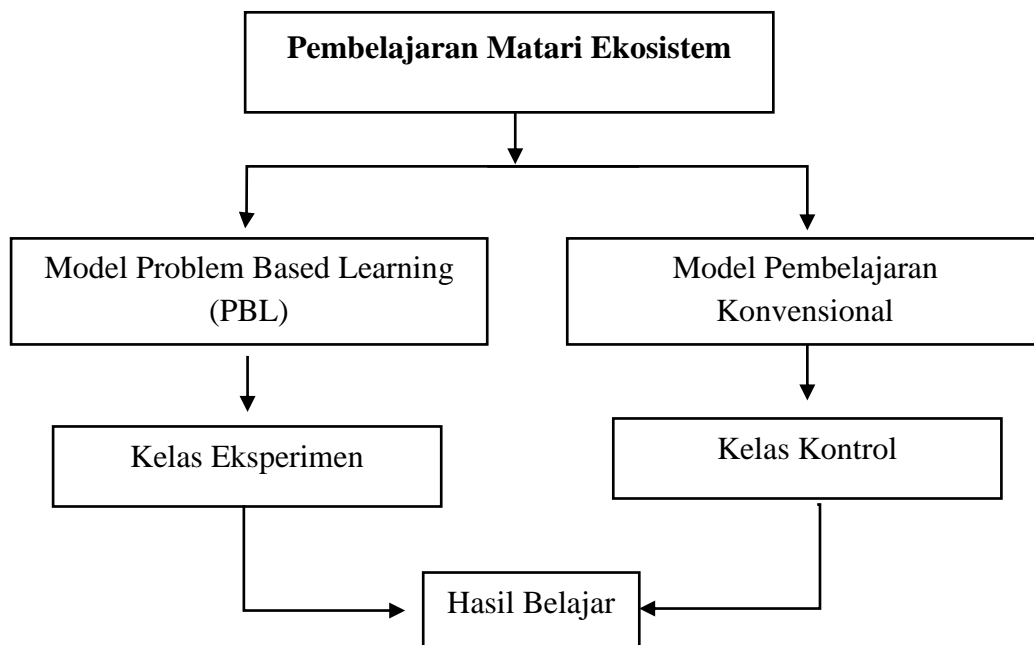 Pembelajaran Matari Ekosistem
Model Problem Based Learning
(PBL)
Model Pembelajaran
Konvensional
Kelas Eksperimen
Kelas Kontrol
Hasil Belajar